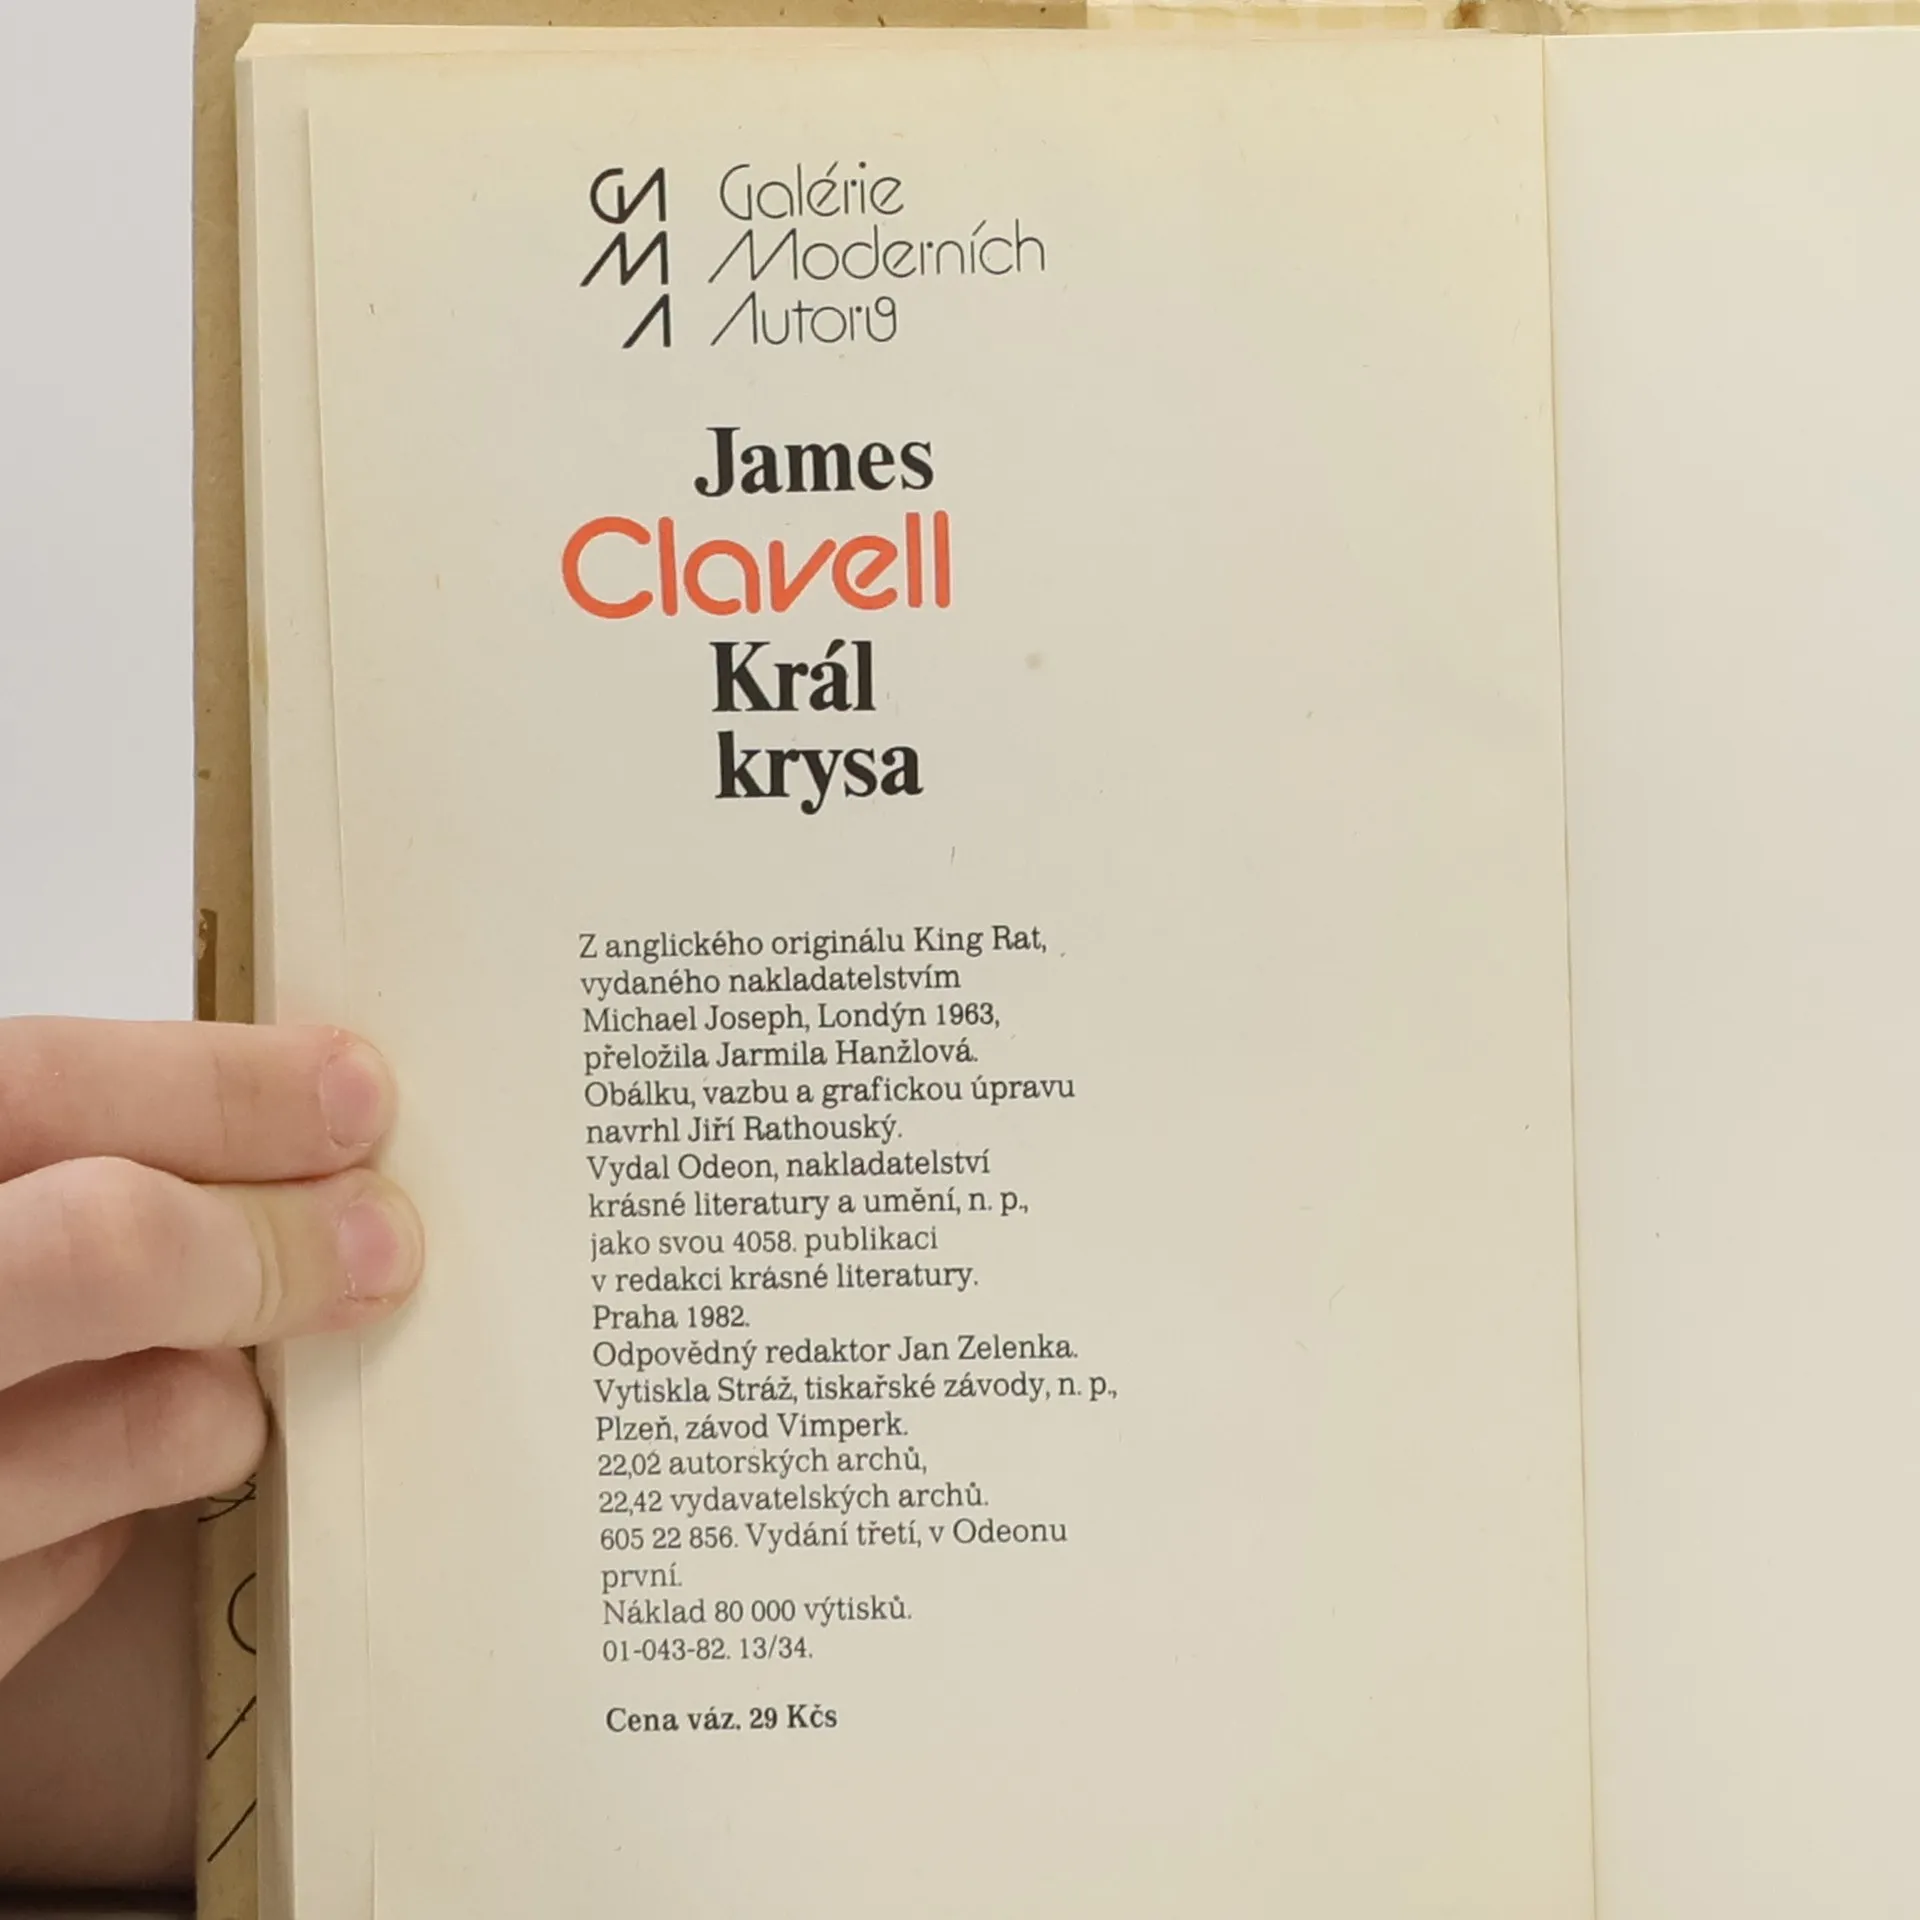 GMA Galérie
Moderních
Autorů
James
Clavell
Král
krysa
Z anglického originálu King Rat,
vydaného nakladatelstvím
Michael Joseph, Londýn 1963,
přeložila Jarmila Hanžlová.
Obálku, vazbu a grafickou úpravu
navrhl Jiří Rathouský.
Vydal Odeon, nakladatelství
krásné literatury a umění, n. p.,
jako svou 4058. publikaci
v redakci krásné literatury.
Praha 1982.
Odpovědný redaktor Jan Zelenka.
Vytiskla Stráž, tiskařské závody, n. p.,
Plzeň, závod Vimperk.
22,02 autorských archů,
22,42 vydavatelských archů.
605 22 856. Vydání třetí, v Odeonu
první.
Náklad 80 000 výtisků.
01-043-82. 13/34.
Cena váz. 29 Kčs